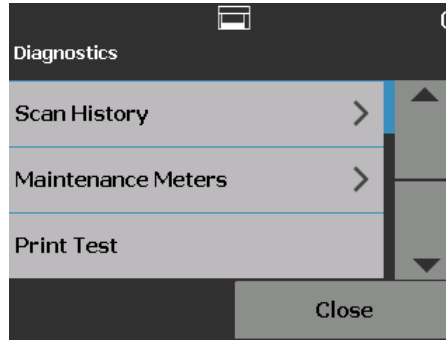 Diagnostics
Scan History
Maintenance Meters
Print Test
Close